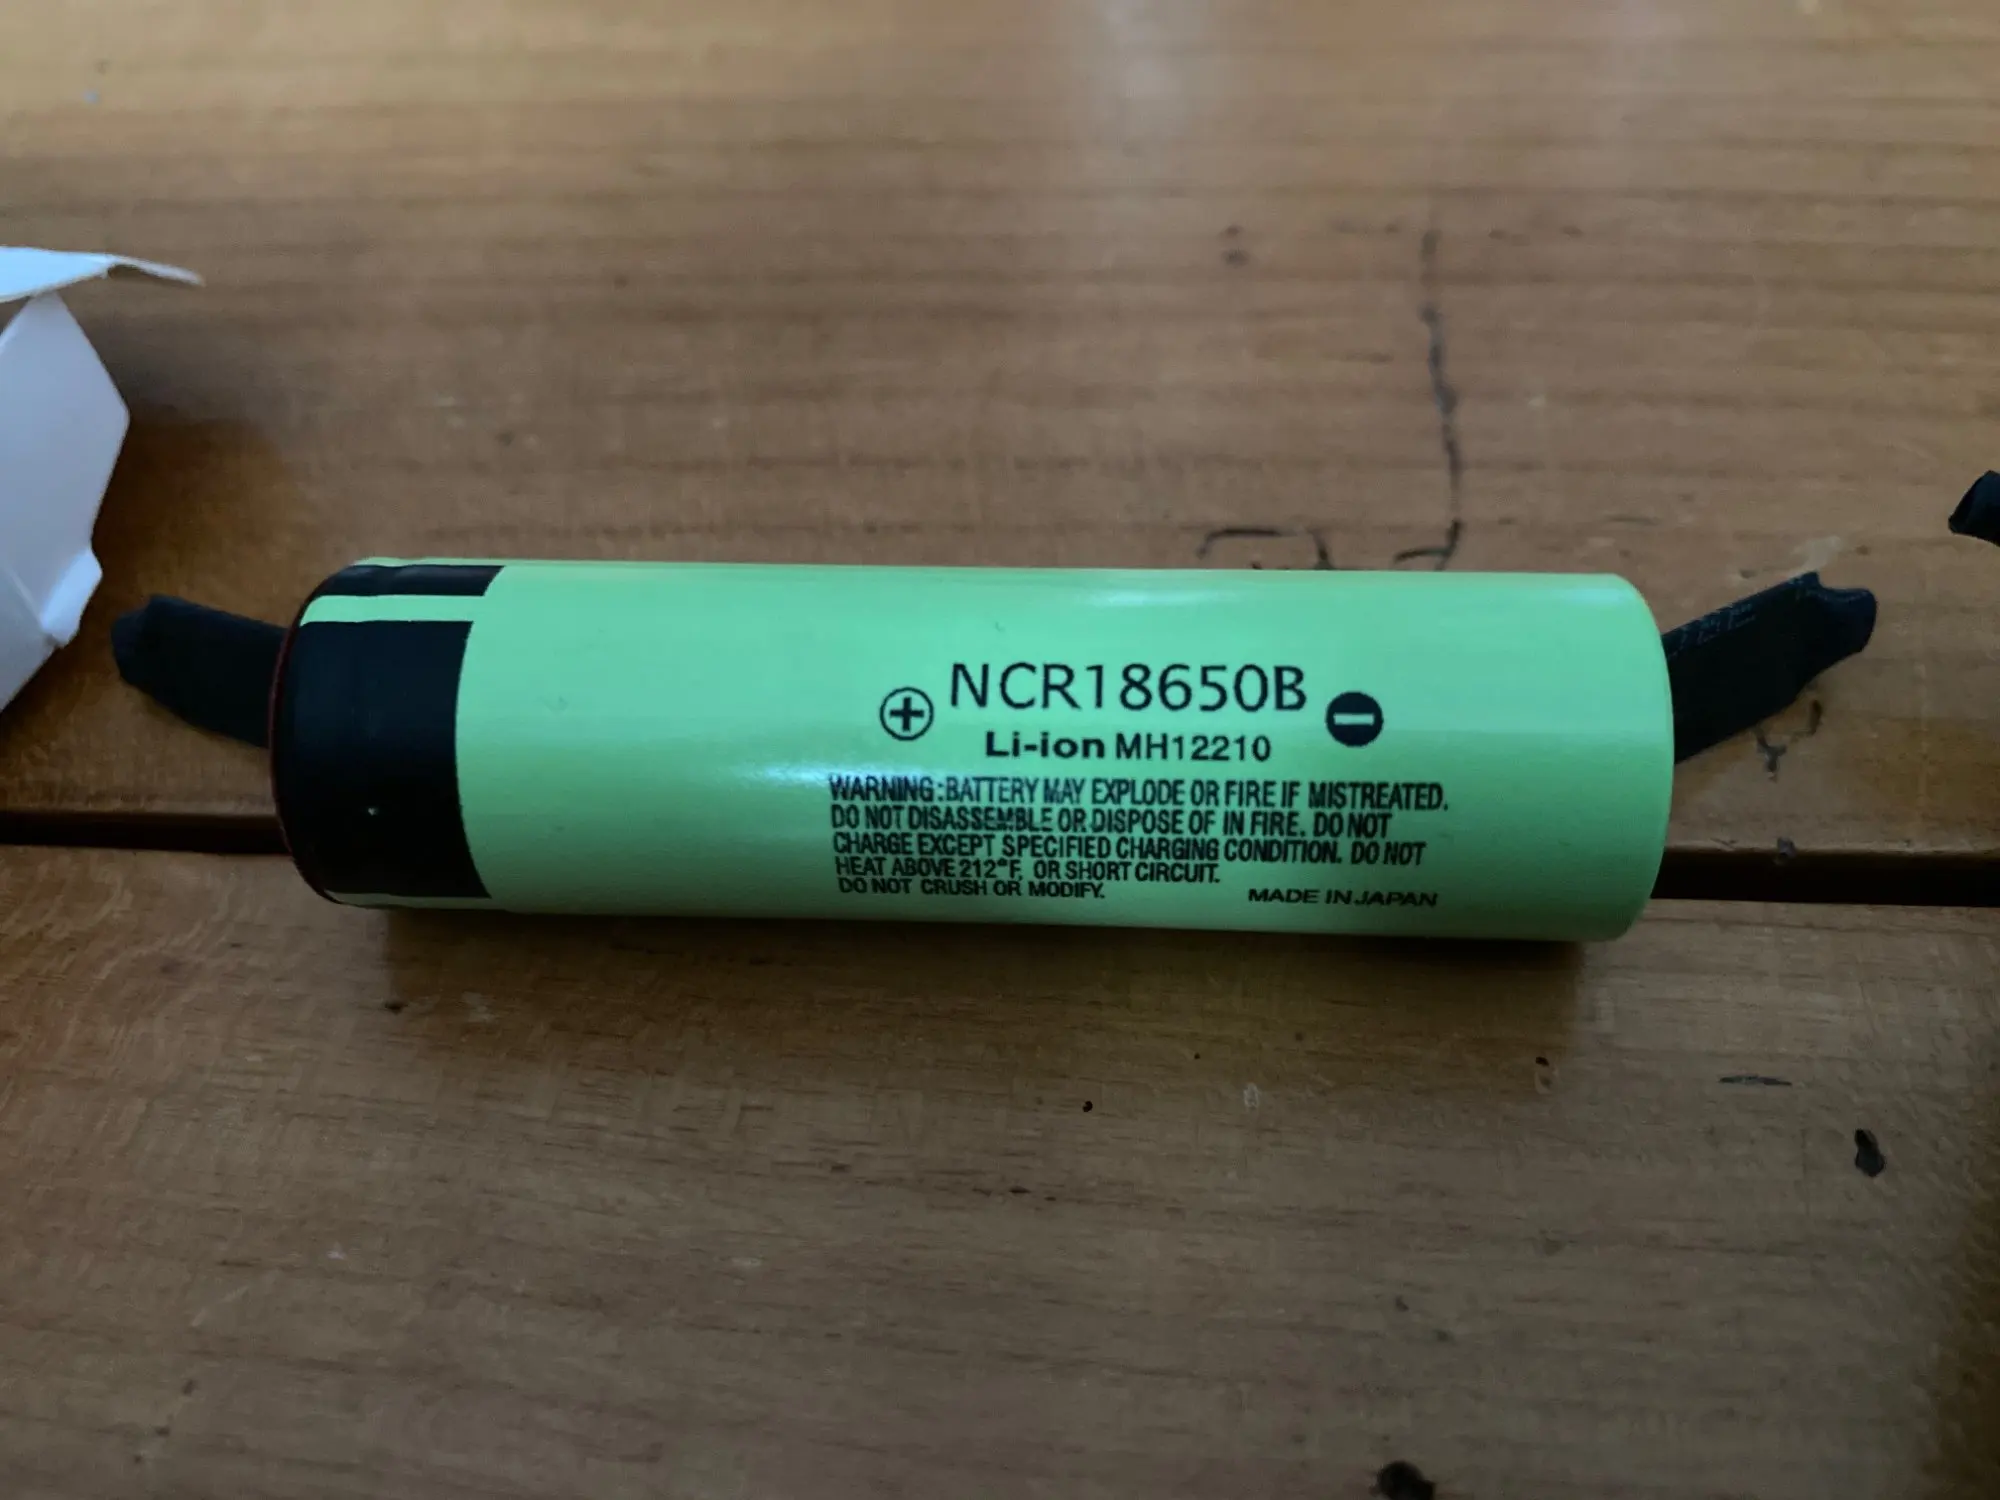 NCR18650B
Li-ion MH12210
WARNING:BATTERY MAY EXPLODE OR FIRE IF MISTREATED.
DO NOT DISASSEMBLE OR DISPOSE OF IN FIRE. DO NOT
CHARGE EXCEPT SPECIFIED CHARGING CONDITION. DO NOT
HEAT ABOVE 212°F, OR SHORT CIRCUIT.
DO NOT CRUSH OR MODIFY.
MADE IN JAPAN